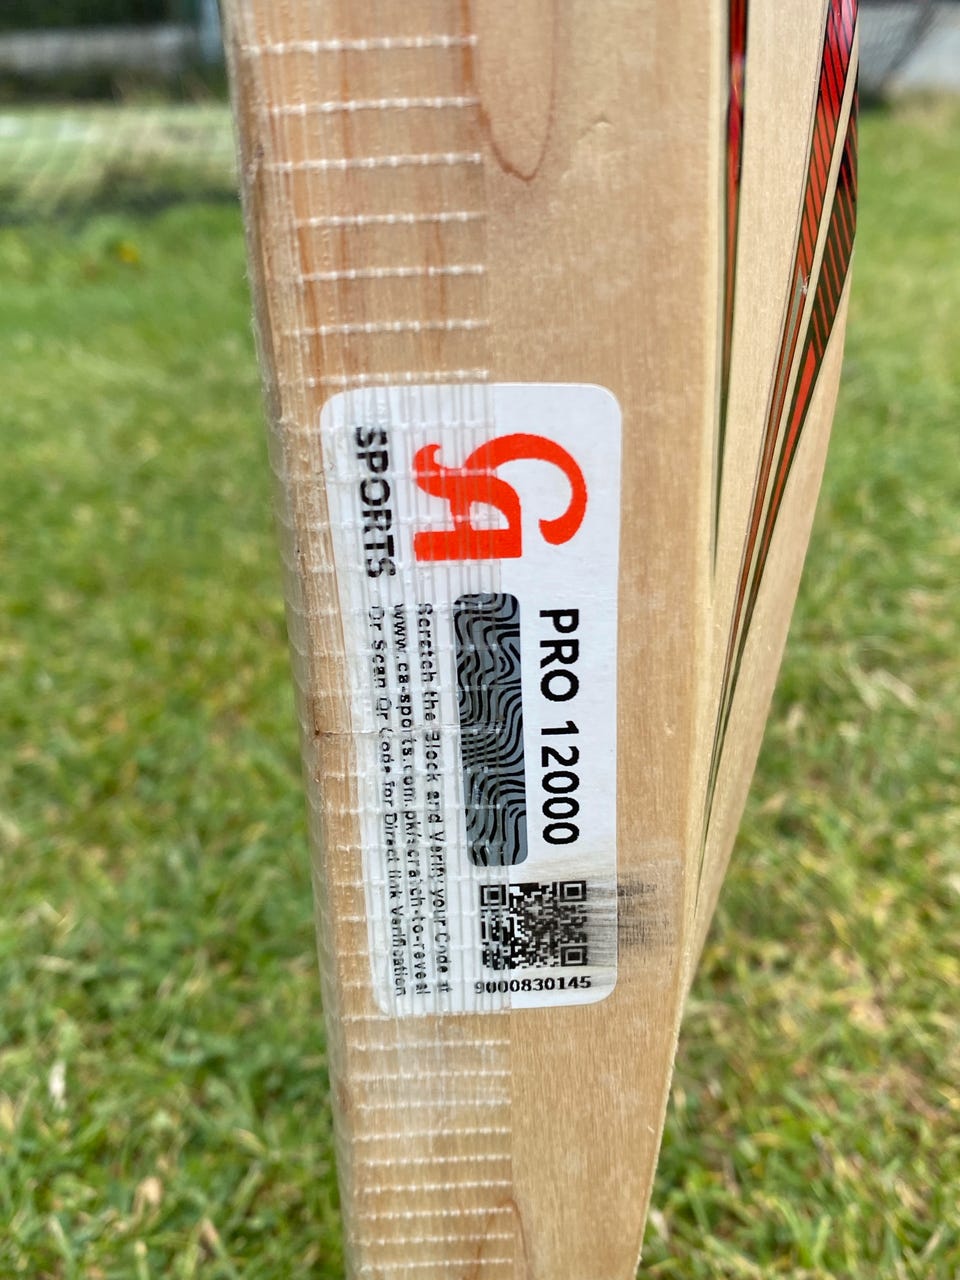 CA
SPORTS
PRO 12000
Scratch the Block and Verify your Code at
www.ca-sports.com.pk/scratch-to-reveal
Or Scan Qr Code for Direct link Verification
9000830145